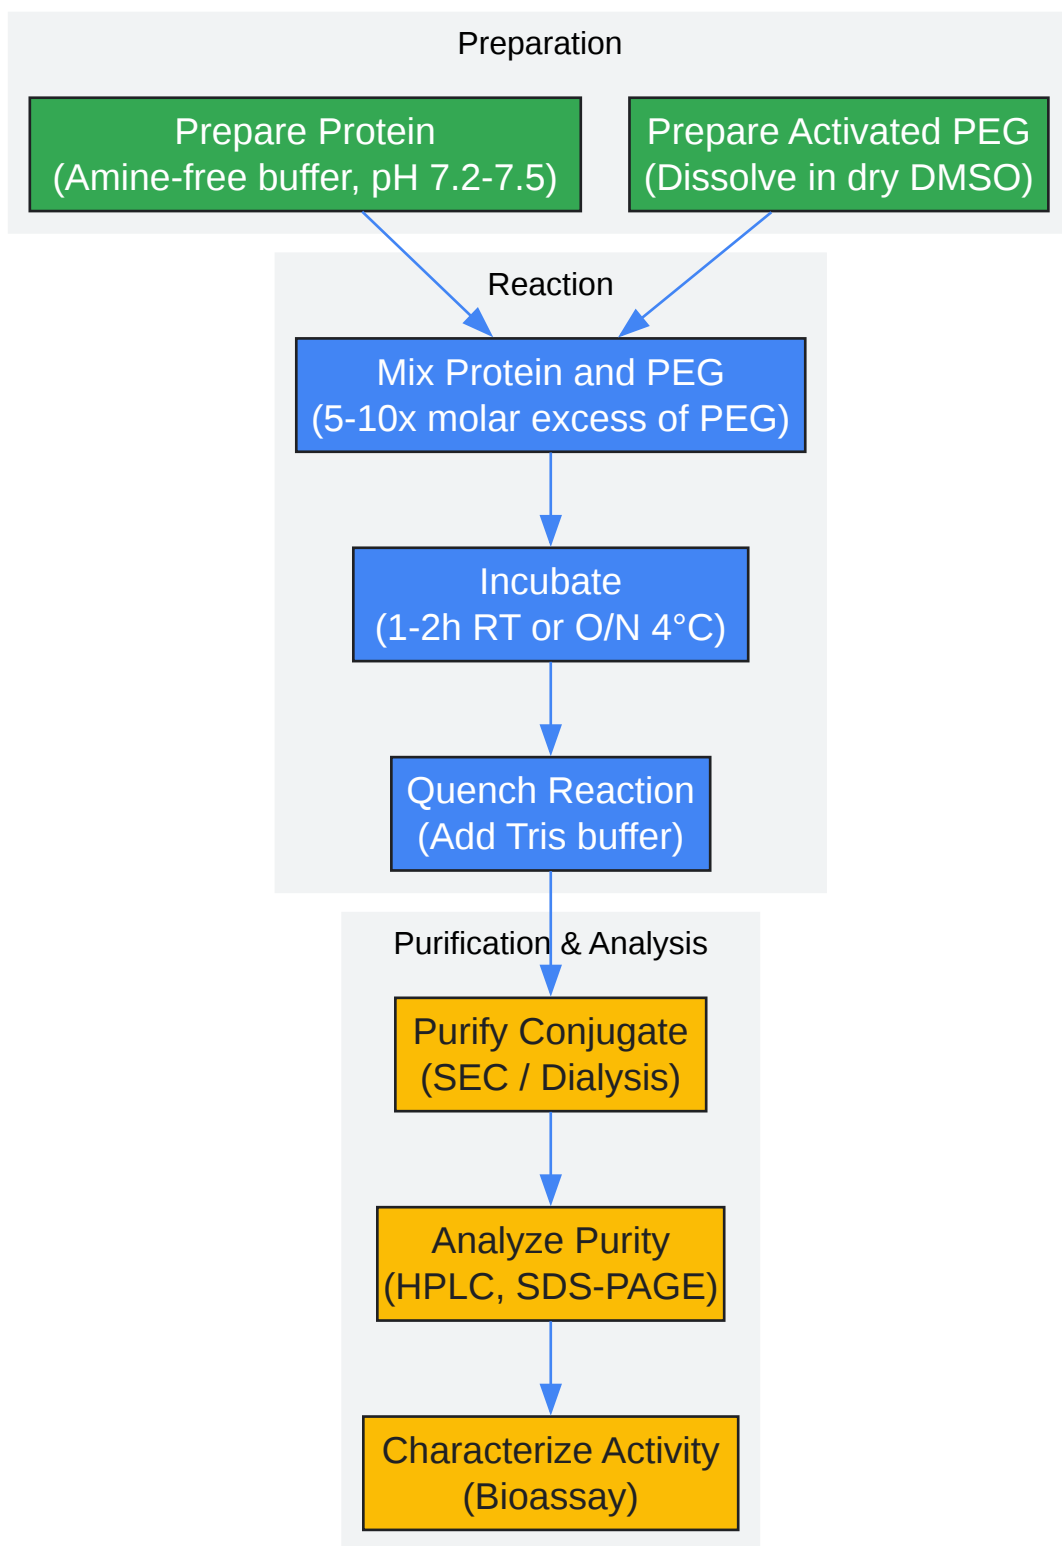 Preparation
Prepare Protein
(Amine-free buffer, pH 7.2-7.5)
Prepare Activated PEG
(Dissolve in dry DMSO)
Reaction
Mix Protein and PEG
(5-10x molar excess of PEG)
Incubate
(1-2h RT or O/N 4°C)
Quench Reaction
(Add Tris buffer)
Purification & Analysis
Purify Conjugate
(SEC / Dialysis)
Analyze Purity
(HPLC, SDS-PAGE)
Characterize Activity
(Bioassay)